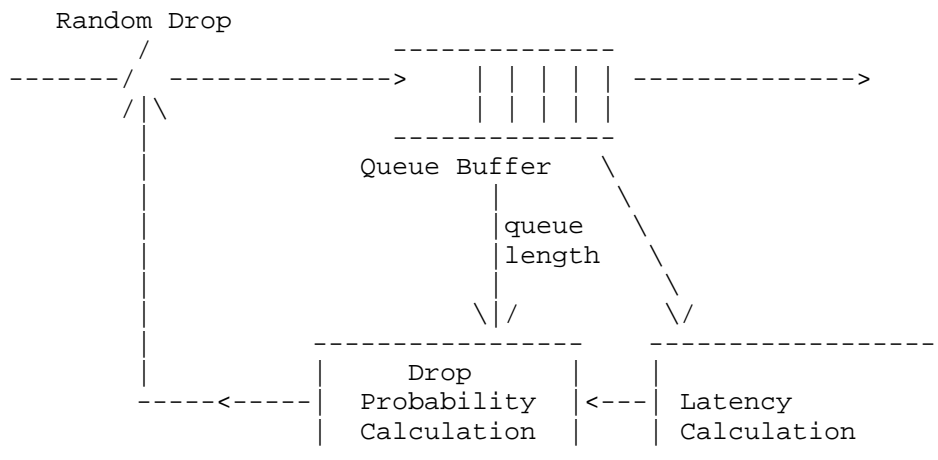 Random Drop
Queue Buffer
queue
length
Drop
Probability Latency
Calculation Calculation